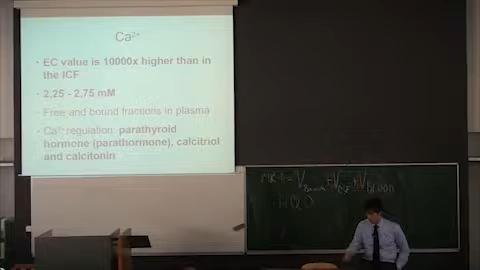 Ca²⁺
• EC value is 10000x higher than in
the ICF
• 2,25 - 2,75 mM
• Free and bound fractions in plasma
• Ca²⁺ regulation: parathyroid
hormone (parathormone), calcitriol
and calcitonin